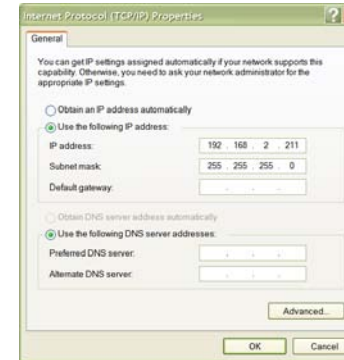 Internet Protocol (TCP/IP) Properties
General
You can get IP settings assigned automatically if your network supports this
capability. Otherwise, you need to ask your network administrator for the
appropriate IP settings.
Obtain an IP address automatically
Use the following IP address:
IP address: 192 . 168 . 2 . 211
Subnet mask: 255 . 255 . 255 . 0
Default gateway: . . .
Obtain DNS server address automatically
Use the following DNS server addresses:
Preferred DNS server: . . .
Alternate DNS server: . . .
Advanced...
OK Cancel